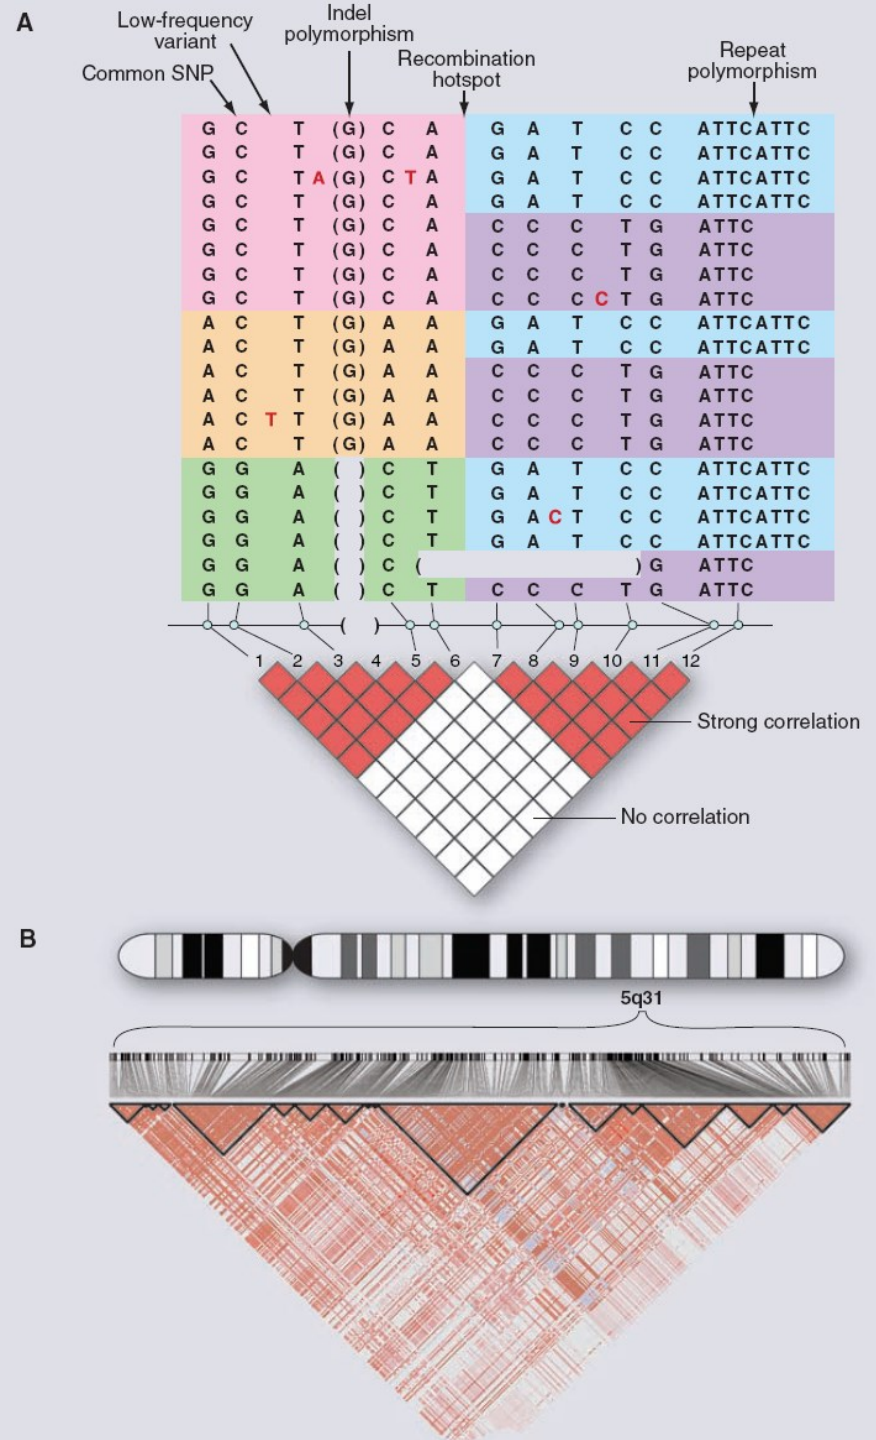 A
Low-frequency
variant
Indel
polymorphism
Common SNP
Recombination
hotspot
Repeat
polymorphism
G C T (G) C A G A T C C ATTCATTC
G C T (G) C A G A T C C ATTCATTC
G C T A (G) C T A G A T C C ATTCATTC
G C T (G) C A G A T C C ATTCATTC
G C T (G) C A C C C T G ATTC
G C T (G) C A C C C T G ATTC
G C T (G) C A C C C T G ATTC
G C T (G) C A C C C C T G ATTC
A C T (G) A A G A T C C ATTCATTC
A C T (G) A A G A T C C ATTCATTC
A C T (G) A A C C C T G ATTC
A C T (G) A A C C C T G ATTC
A C T T (G) A A C C C T G ATTC
A C T (G) A A C C C T G ATTC
G G A ( ) C T G A T C C ATTCATTC
G G A ( ) C T G A T C C ATTCATTC
G G A ( ) C T G A C T C C ATTCATTC
G G A ( ) C T G A T C C ATTCATTC
G G A ( ) C ( ) G ATTC
G G A ( ) C T C C C T G ATTC
( )
1 2 3 4 5 6 7 8 9 10 11 12
Strong correlation
No correlation
B
5q31